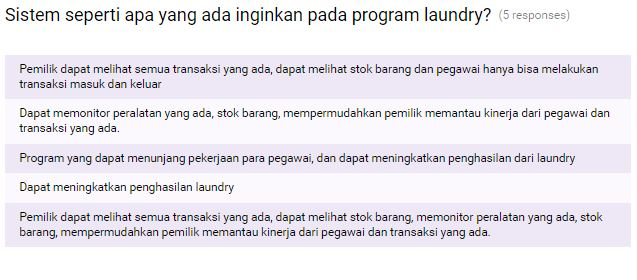 Sistem seperti apa yang ada inginkan pada program laundry? (5 responses)
Pemilik dapat melihat semua transaksi yang ada, dapat melihat stok barang dan pegawai hanya bisa melakukan
transaksi masuk dan keluar
Dapat memonitor peralatan yang ada, stok barang, mempermudahkan pemilik memantau kinerja dari pegawai dan
transaksi yang ada.
Program yang dapat menunjang pekerjaan para pegawai, dan dapat meningkatkan penghasilan dari laundry
Dapat meningkatkan penghasilan laundry
Pemilik dapat melihat semua transaksi yang ada, dapat melihat stok barang, memonitor peralatan yang ada, stok
barang, mempermudahkan pemilik memantau kinerja dari pegawai dan transaksi yang ada.